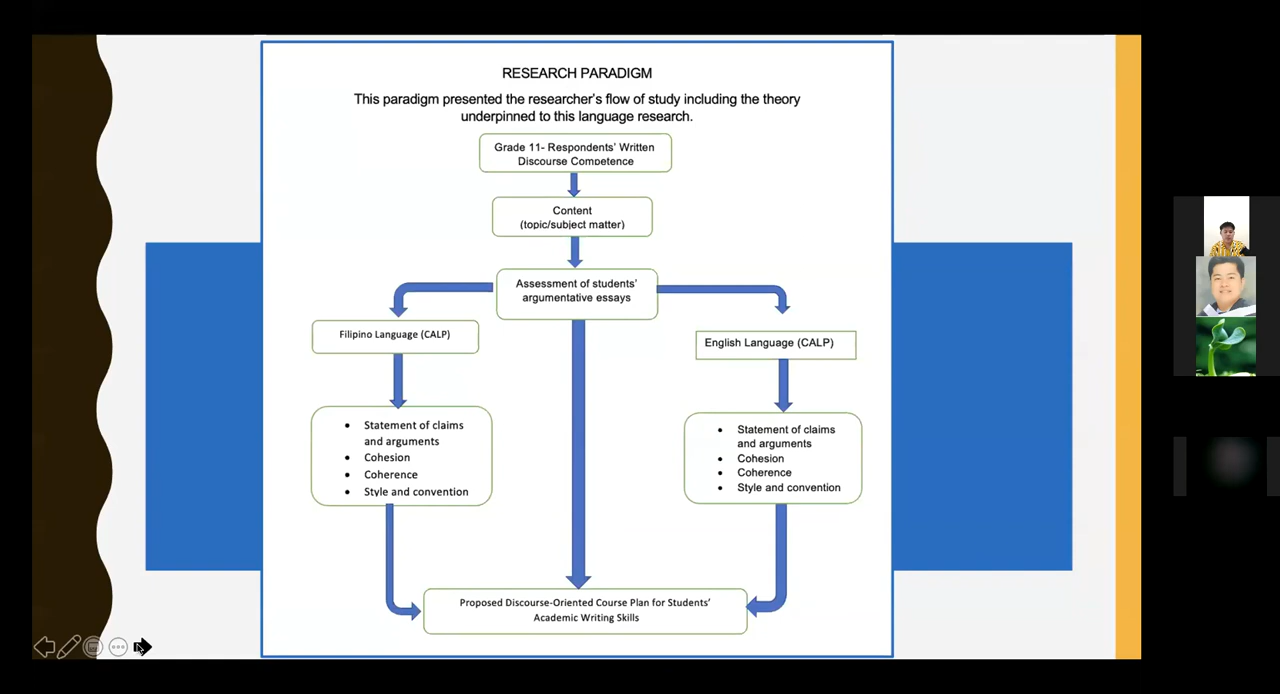 RESEARCH PARADIGM
This paradigm presented the researcher's flow of study including the theory
underpinned to this language research.
Grade 11- Respondents' Written
Discourse Competence
Content
(topic/subject matter)
Assessment of students'
argumentative essays
Filipino Language (CALP)
English Language (CALP)
• Statement of claims
and arguments
• Cohesion
• Coherence
• Style and convention
• Statement of claims
and arguments
• Cohesion
• Coherence
• Style and convention
Proposed Discourse-Oriented Course Plan for Students'
Academic Writing Skills